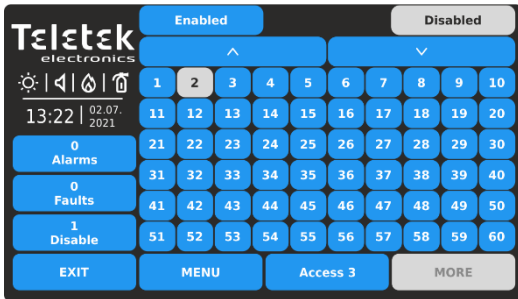 Teletek
electronics
13:22
02.07.
2021
0
Alarms
0
Faults
1
Disable
EXIT
Enabled
Disabled
1 2 3 4 5 6 7 8 9 10
11 12 13 14 15 16 17 18 19 20
21 22 23 24 25 26 27 28 29 30
31 32 33 34 35 36 37 38 39 40
41 42 43 44 45 46 47 48 49 50
51 52 53 54 55 56 57 58 59 60
MENU
Access 3
MORE